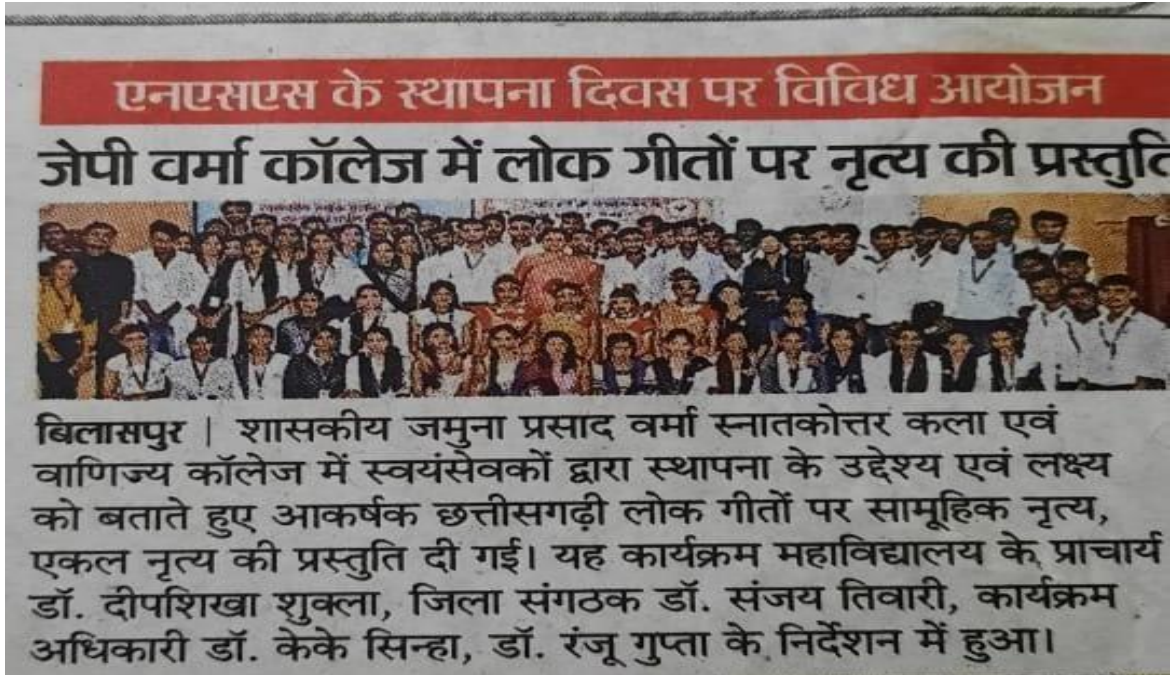 एनएसएस के स्थापना दिवस पर विविध आयोजन
जेपी वर्मा कॉलेज में लोक गीतों पर नृत्य की प्रस्तुति
बिलासपुर | शासकीय जमुना प्रसाद वर्मा स्नातकोत्तर कला एवं
वाणिज्य कॉलेज में स्वयंसेवकों द्वारा स्थापना के उद्देश्य एवं लक्ष्य
को बताते हुए आकर्षक छत्तीसगढ़ी लोक गीतों पर सामूहिक नृत्य,
एकल नृत्य की प्रस्तुति दी गई। यह कार्यक्रम महाविद्यालय के प्राचार्य
डॉ. दीपशिखा शुक्ला, जिला संगठक डॉ. संजय तिवारी, कार्यक्रम
अधिकारी डॉ. केके सिन्हा, डॉ. रंजू गुप्ता के निर्देशन में हुआ।